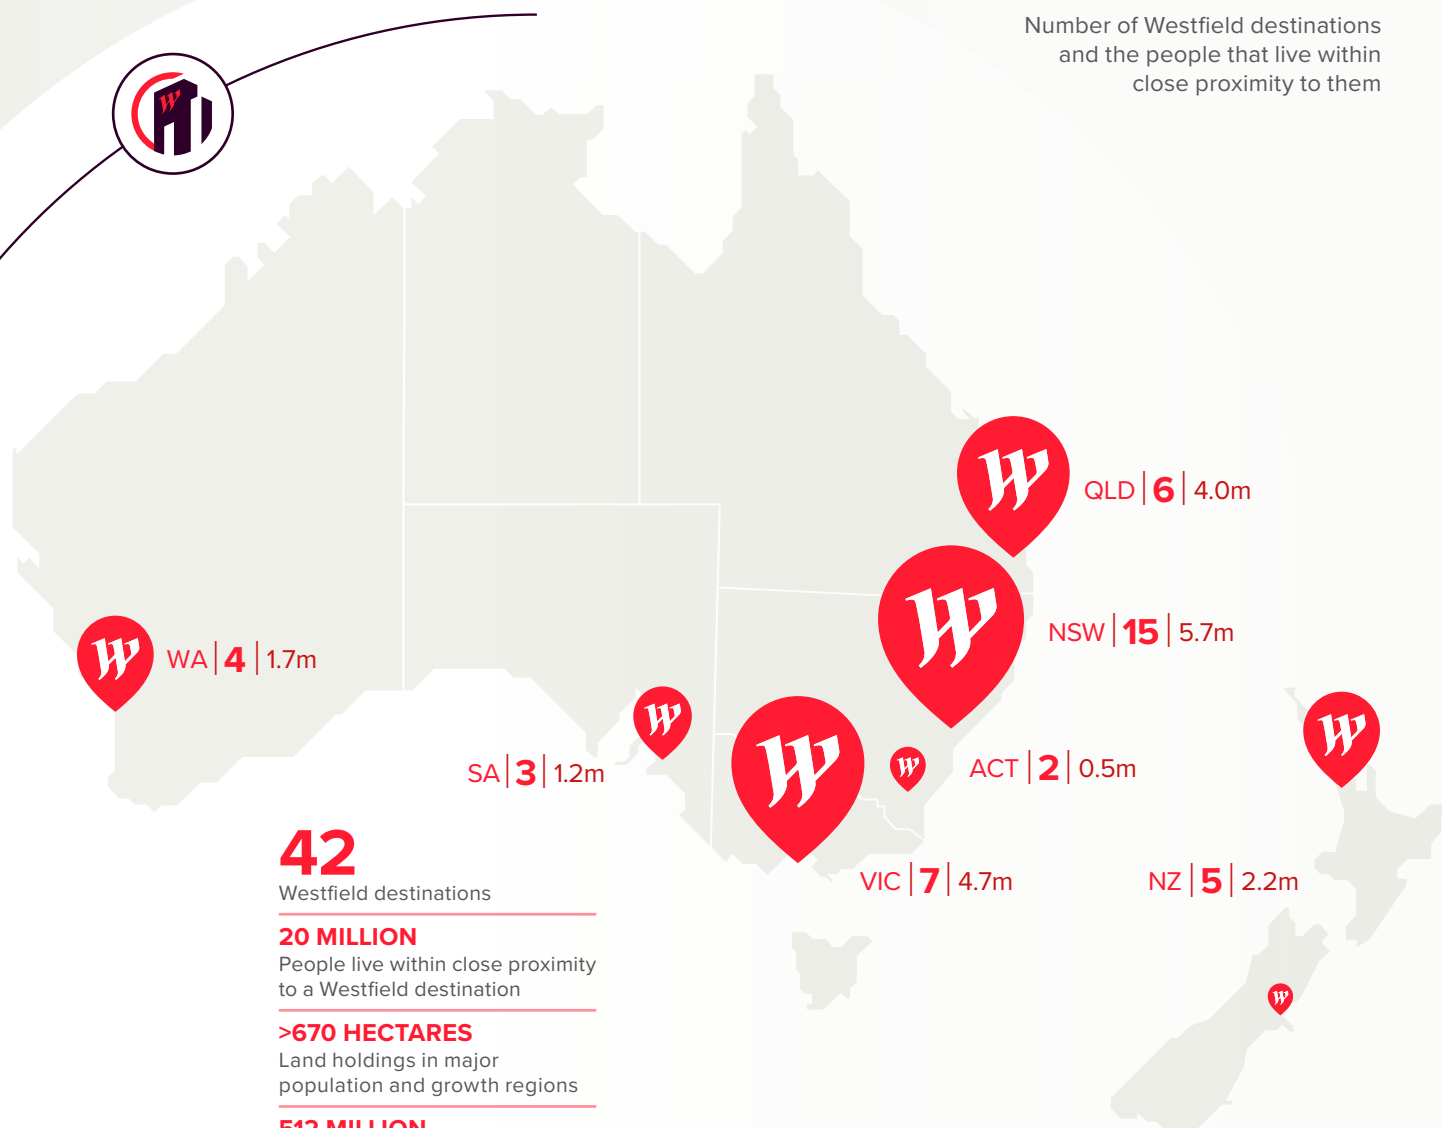 Number of Westfield destinations
and the people that live within
close proximity to them
QLD 6 4.0m
NSW 15 5.7m
WA 4 1.7m
SA 3 1.2m
ACT 2 0.5m
VIC 7 4.7m
NZ 5 2.2m
42
Westfield destinations
20 MILLION
People live within close proximity
to a Westfield destination
>670 HECTARES
Land holdings in major
population and growth regions
512 MILLION